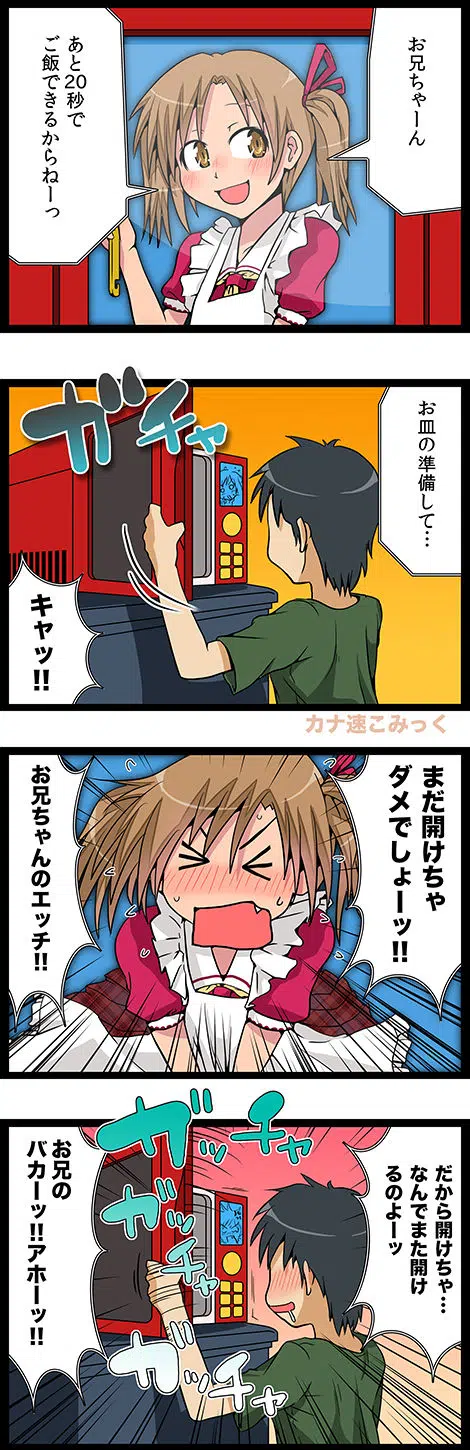 お兄ちゃーん
あと20秒で
ご飯できるからねーっ
お皿の準備して…
ガチャ
キャッ!!
カナ速こみっく
まだ開けちゃ
ダメでしょーッ!!
お兄ちゃんのエッチ!!
だから開けちゃ…
なんでまた開け
るのよーッ
ガッチャ
ガッチャ
ガッチャ
お兄の
バカーッ!!アホーッ!!